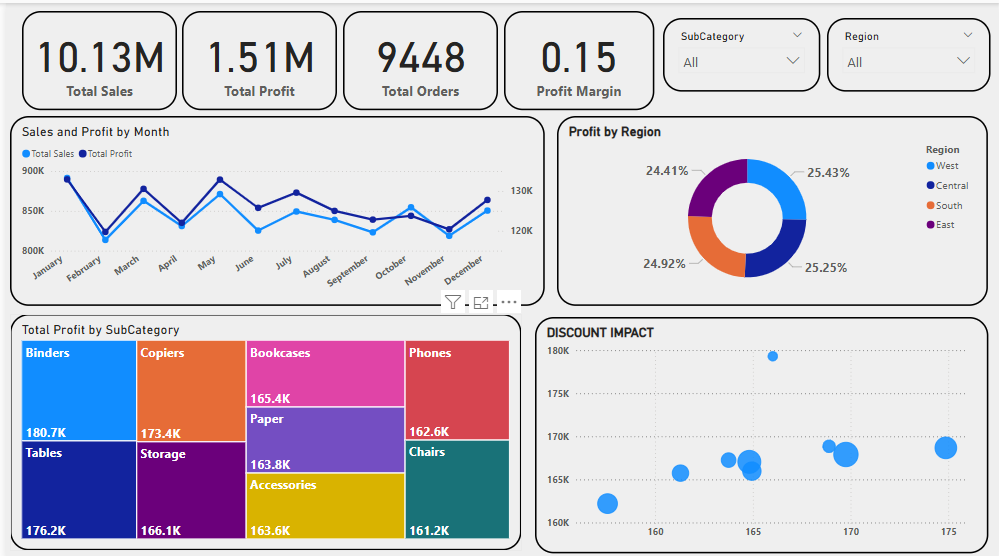 10.13M
Total Sales
1.51M
Total Profit
9448
Total Orders
0.15
Profit Margin
SubCategory
All
Region
All
Sales and Profit by Month
Total Sales Total Profit
900K
850K
800K
130K
120K
January
February
March
April
May
June
July
August
September
October
November
December
Profit by Region
24.41%
25.43%
24.92%
25.25%
Region
West
Central
South
East
Total Profit by SubCategory
Binders
180.7K
Tables
176.2K
Copiers
173.4K
Storage
166.1K
Bookcases
165.4K
Paper
163.8K
Accessories
163.6K
Phones
162.6K
Chairs
161.2K
DISCOUNT IMPACT
180K
175K
170K
165K
160K
160 165 170 175